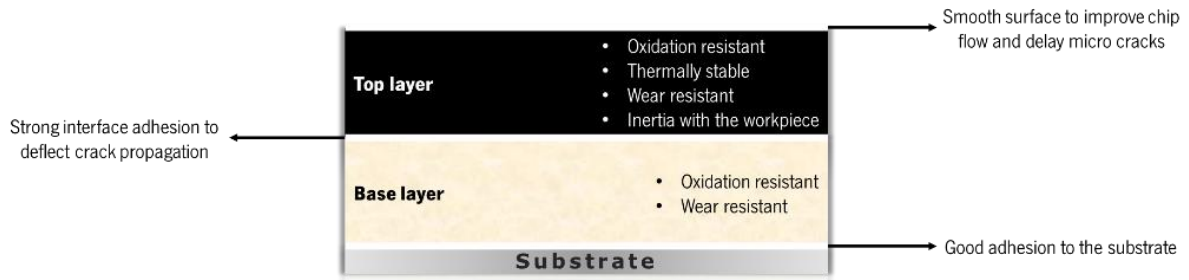 Smooth surface to improve chip
flow and delay micro cracks
Top layer
• Oxidation resistant
• Thermally stable
• Wear resistant
• Inertia with the workpiece
Strong interface adhesion to
deflect crack propagation
Base layer
• Oxidation resistant
• Wear resistant
Good adhesion to the substrate
Substrate